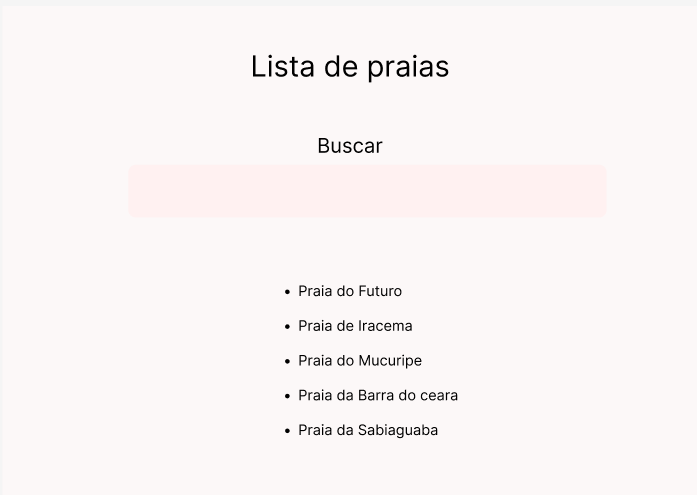 Lista de praias
Buscar
• Praia do Futuro
• Praia de Iracema
• Praia do Mucuripe
• Praia da Barra do ceara
• Praia da Sabiaguaba